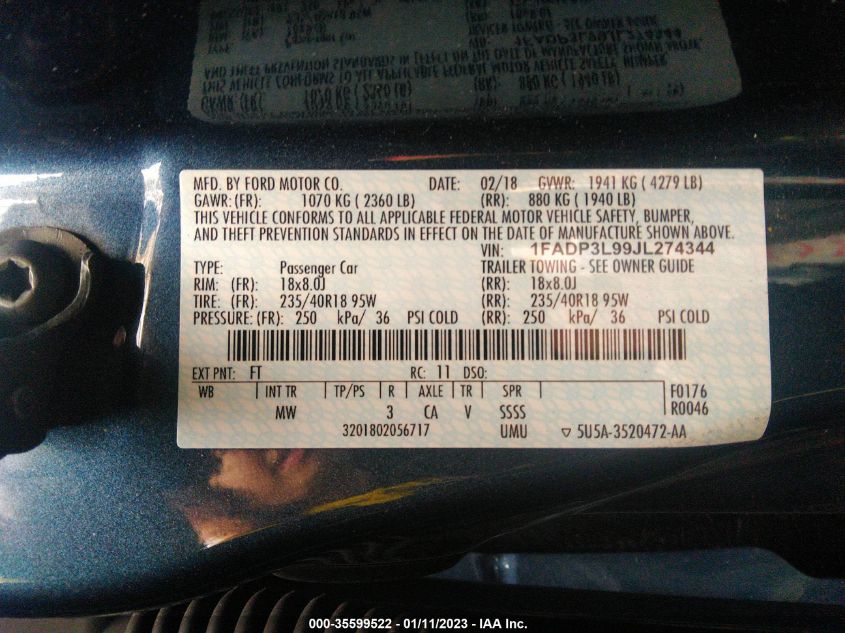 MFD. BY FORD MOTOR CO. DATE: 02/18 GVWR: 1941 KG ( 4279 LB)
GAWR: (FR): 1070 KG ( 2360 LB) (RR): 880 KG ( 1940 LB)
THIS VEHICLE CONFORMS TO ALL APPLICABLE FEDERAL MOTOR VEHICLE SAFETY, BUMPER,
AND THEFT PREVENTION STANDARDS IN EFFECT ON THE DATE OF MANUFACTURE SHOWN ABOVE.
VIN: 1FADP3L99JL274344
TYPE: Passenger Car TRAILER TOWING - SEE OWNER GUIDE
RIM: (FR): 18x8.0J (RR): 18x8.0J
TIRE: (FR): 235/40R18 95W (RR): 235/40R18 95W
PRESSURE: (FR): 250 kPa/ 36 PSI COLD (RR): 250 kPa/ 36 PSI COLD
EXT PNT: FT RC: 11 DSO:
WB INT TR TP/PS R AXLE TR SPR F0176
MW 3 CA V SSSS R0046
3201802056717 UMU ▽ 5U5A-3520472-AA
000-35599522 - 01/11/2023 - IAA Inc.